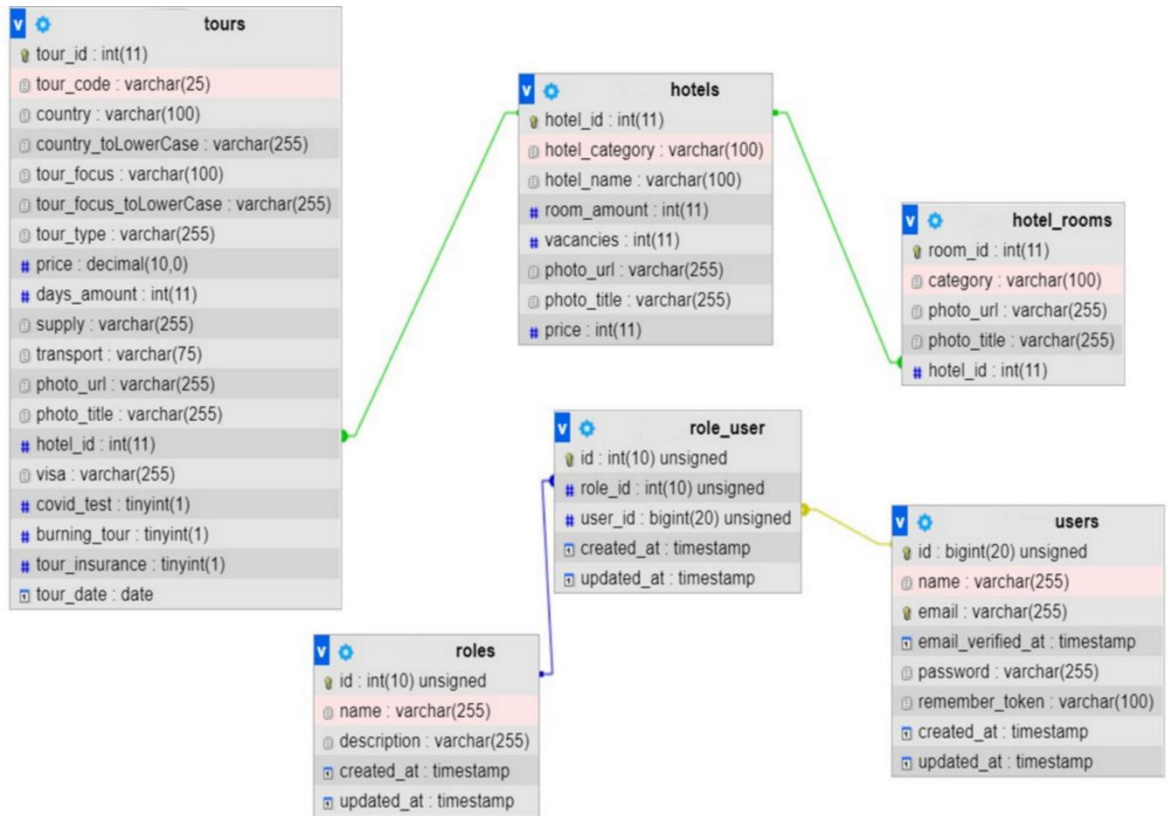 v tours
tour_id : int(11)
tour_code : varchar(25)
country : varchar(100)
country_toLowerCase : varchar(255)
tour_focus : varchar(100)
tour_focus_toLowerCase : varchar(255)
tour_type : varchar(255)
# price : decimal(10,0)
# days_amount : int(11)
supply : varchar(255)
transport : varchar(75)
photo_url : varchar(255)
photo_title : varchar(255)
# hotel_id : int(11)
visa : varchar(255)
# covid_test : tinyint(1)
# burning_tour : tinyint(1)
# tour_insurance : tinyint(1)
tour_date : date
v hotels
hotel_id : int(11)
hotel_category : varchar(100)
hotel_name : varchar(100)
# room_amount : int(11)
# vacancies : int(11)
photo_url : varchar(255)
photo_title : varchar(255)
# price : int(11)
v hotel_rooms
room_id : int(11)
category : varchar(100)
photo_url : varchar(255)
photo_title : varchar(255)
# hotel_id : int(11)
v role_user
id : int(10) unsigned
# role_id : int(10) unsigned
# user_id : bigint(20) unsigned
created_at : timestamp
updated_at : timestamp
v users
id : bigint(20) unsigned
name : varchar(255)
email : varchar(255)
email_verified_at : timestamp
password : varchar(255)
remember_token : varchar(100)
created_at : timestamp
updated_at : timestamp
v roles
id : int(10) unsigned
name : varchar(255)
description : varchar(255)
created_at : timestamp
updated_at : timestamp